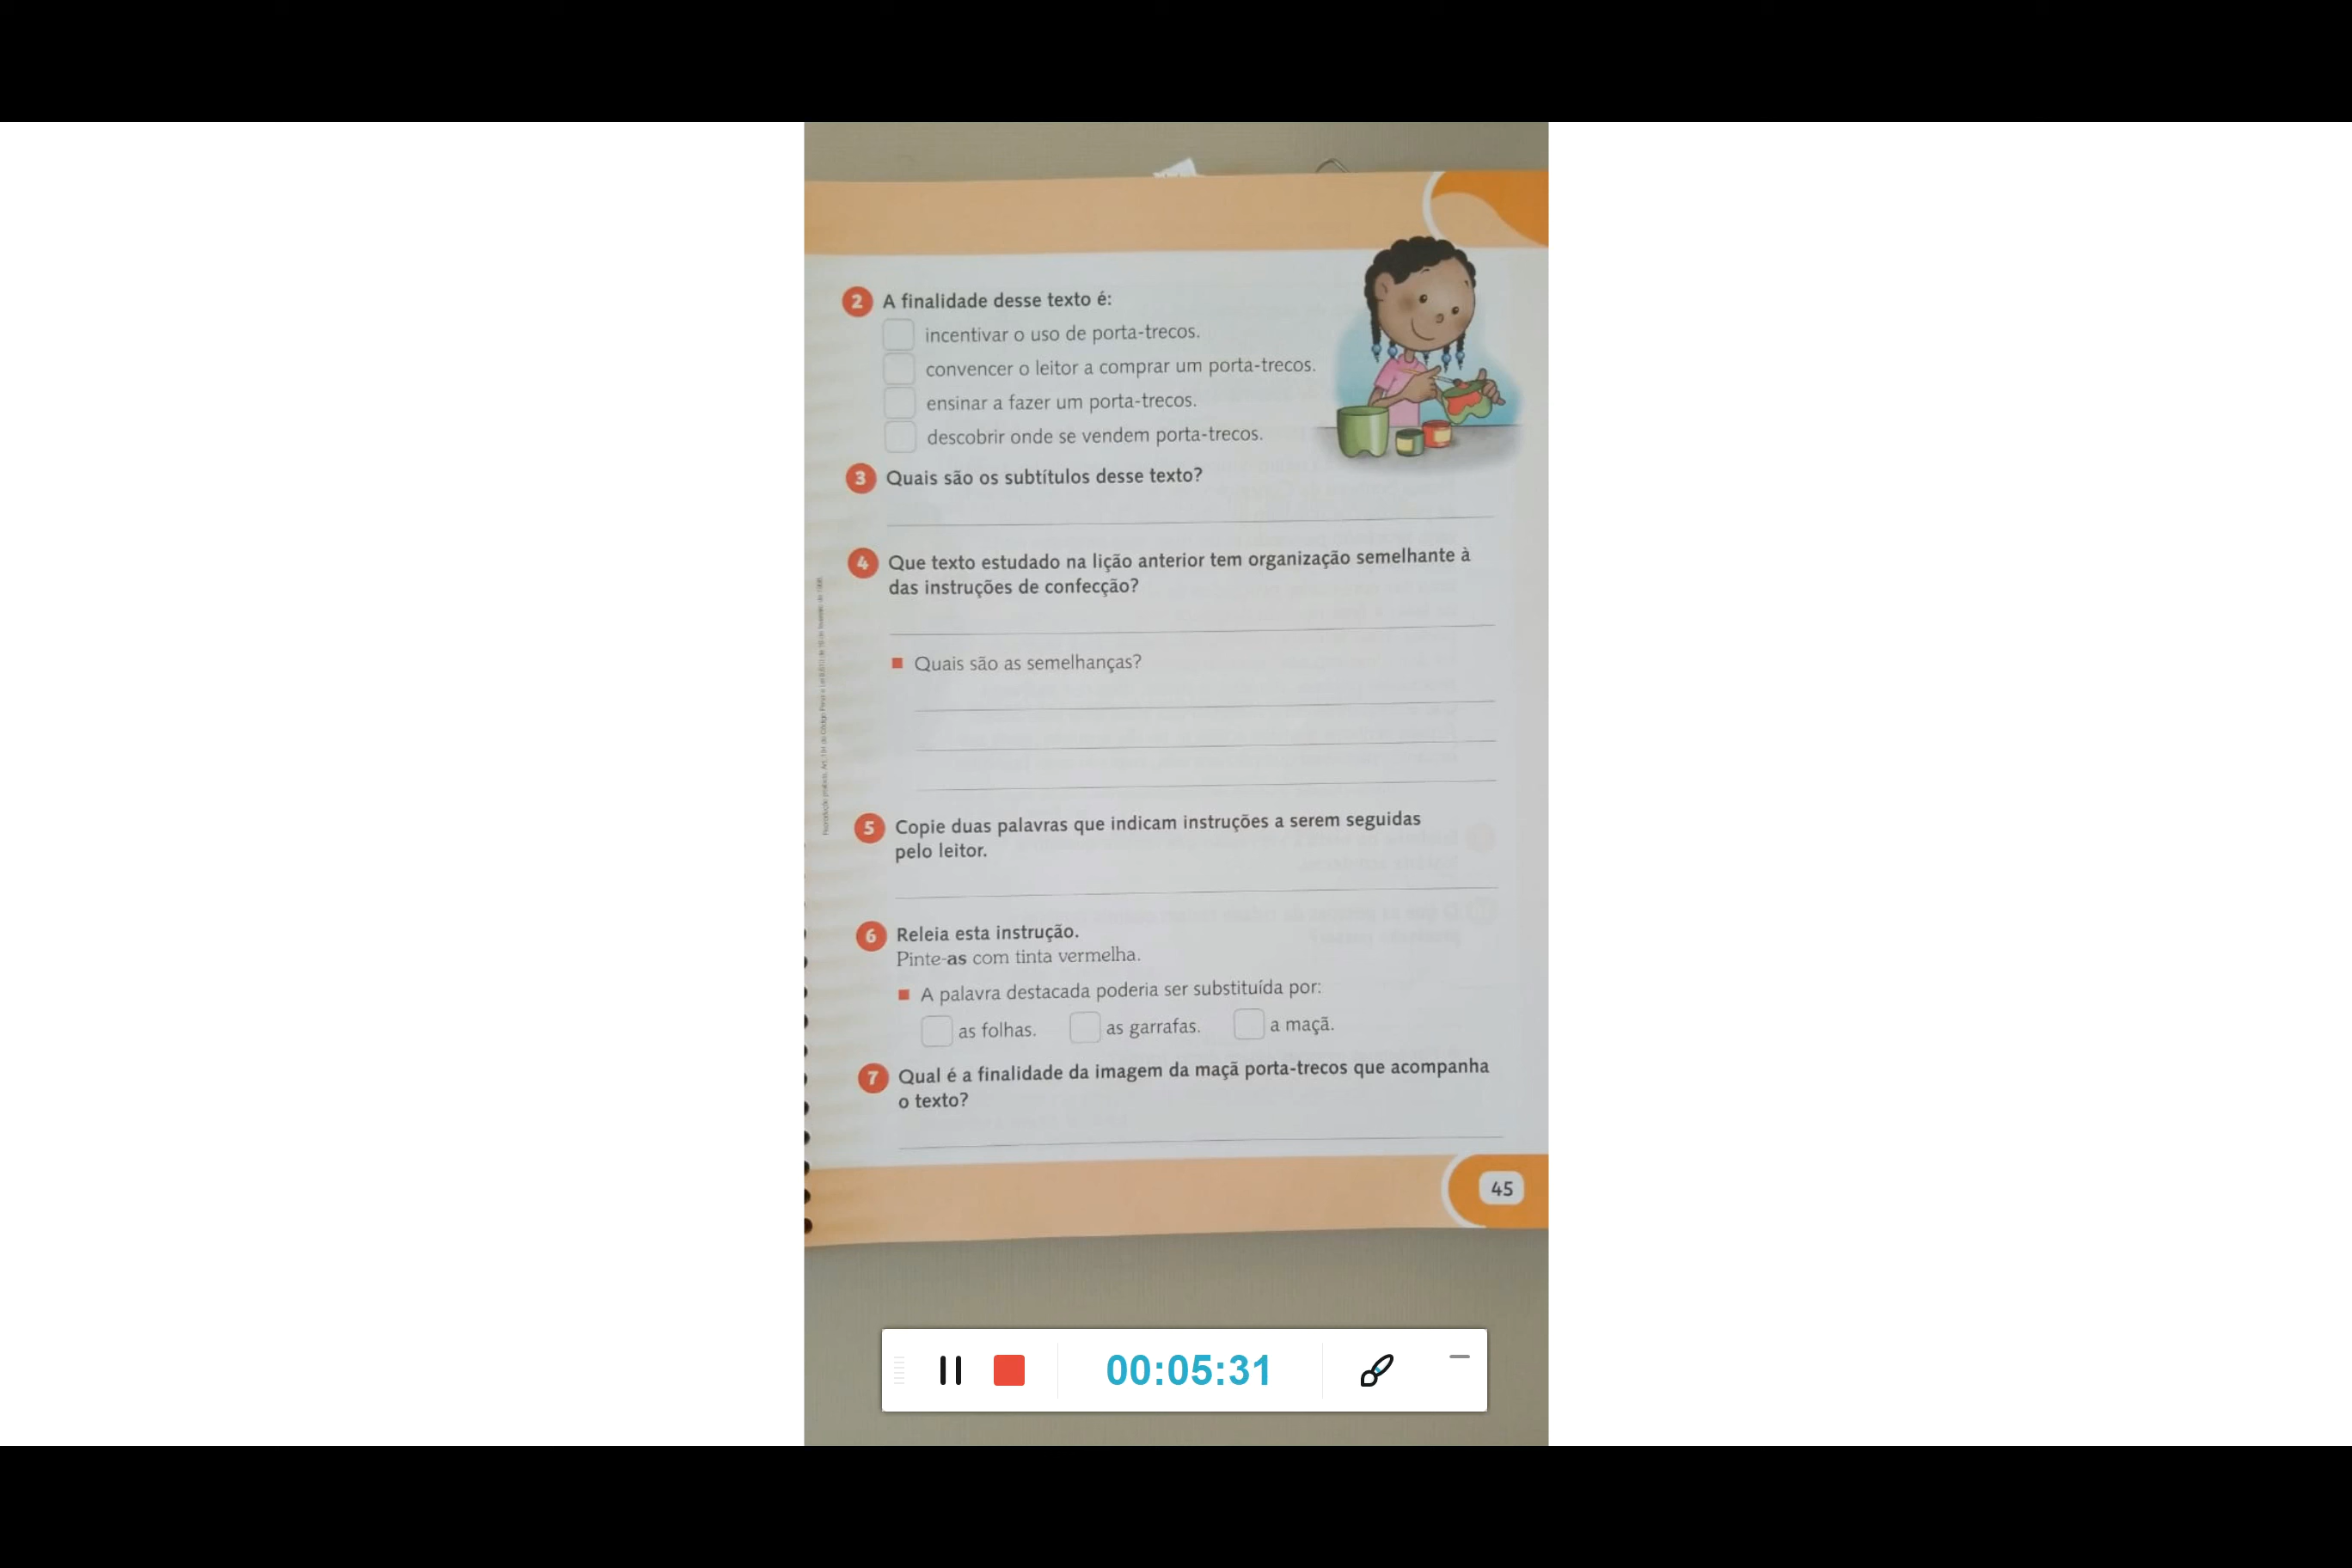 2 A finalidade desse texto é:
incentivar o uso de porta-trecos.
convencer o leitor a comprar um porta-trecos.
ensinar a fazer um porta-trecos.
descobrir onde se vendem porta-trecos.
3 Quais são os subtítulos desse texto?
4 Que texto estudado na lição anterior tem organização semelhante à
das instruções de confecção?
Quais são as semelhanças?
5 Copie duas palavras que indicam instruções a serem seguidas
pelo leitor.
6 Releia esta instrução.
Pinte-as com tinta vermelha.
A palavra destacada poderia ser substituída por:
as folhas. as garrafas. a maçã.
7 Qual é a finalidade da imagem da maçã porta-trecos que acompanha
o texto?
45
00:05:31